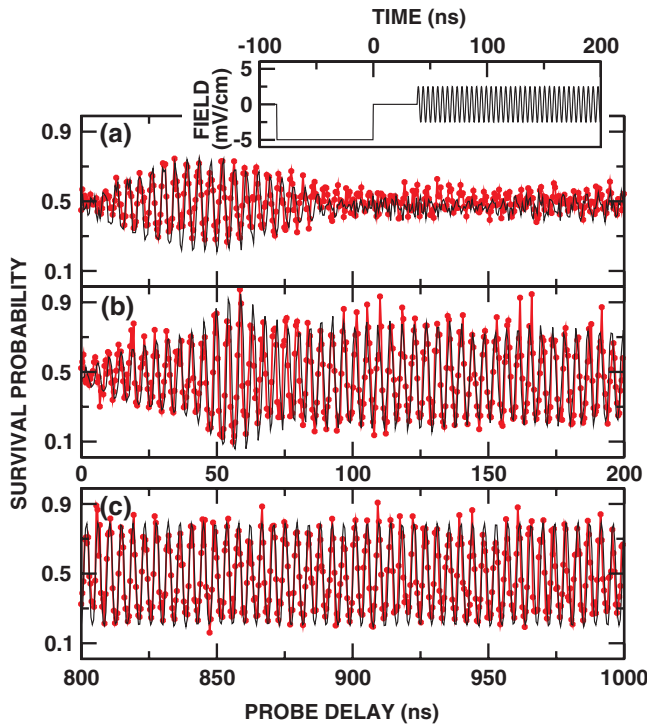 TIME (ns)
-100 0 100 200
FIELD
(mV/cm)
5
0
-5
SURVIVAL PROBABILITY
(a)
0.9
0.5
0.1
(b)
0.9
0.5
0.1
0 50 100 150 200
(c)
0.9
0.5
0.1
800 850 900 950 1000
PROBE DELAY (ns)